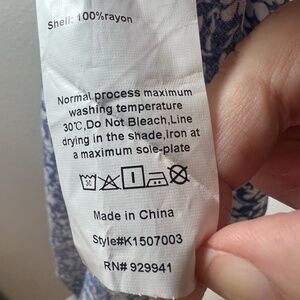 Shell: 100%rayon
Normal process maximum
washing temperature
30℃,Do Not Bleach,Line
drying in the shade,Iron at
a maximum sole-plate
Made in China
Style#K1507003
RN# 929941